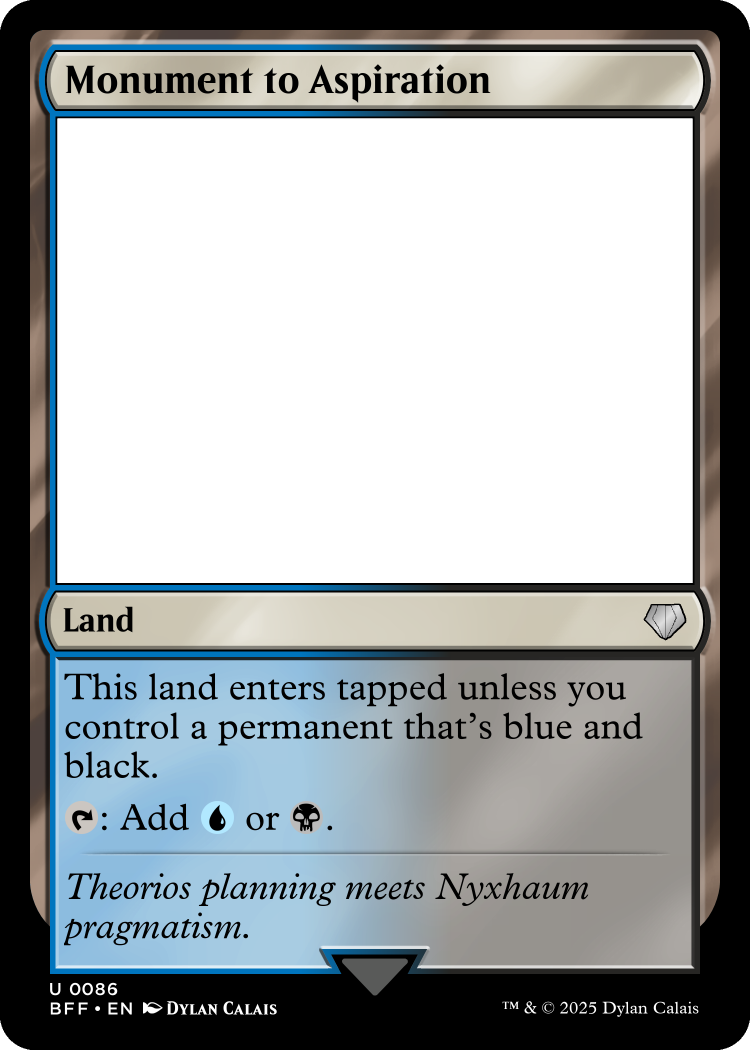 Monument to Aspiration
Land
This land enters tapped unless you
control a permanent that's blue and
black.
: Add or .
Theorios planning meets Nyxhaum
pragmatism.
U 0086
BFF • EN Dylan Calais
™ & © 2025 Dylan Calais